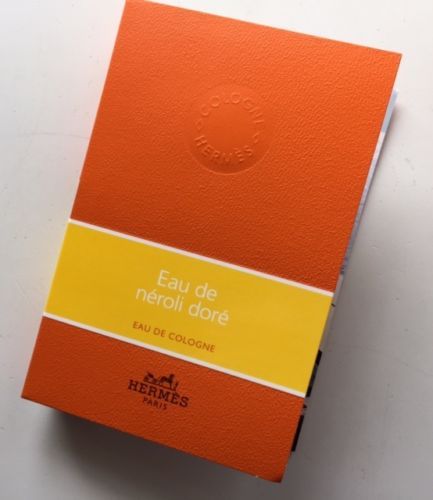 COLOGNE
HERMÈS
Eau de
néroli doré
EAU DE COLOGNE
HERMÈS
PARIS